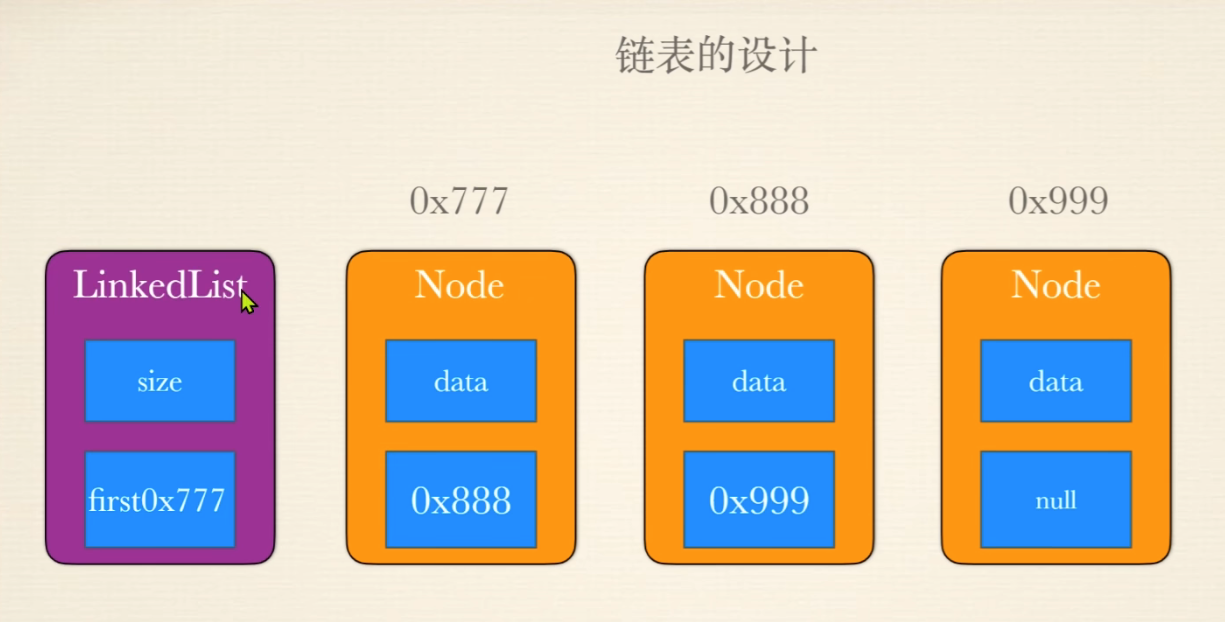 链表的设计
0x777 0x888 0x999
LinkedList Node Node Node
size data data data
first0x777 0x888 0x999 null